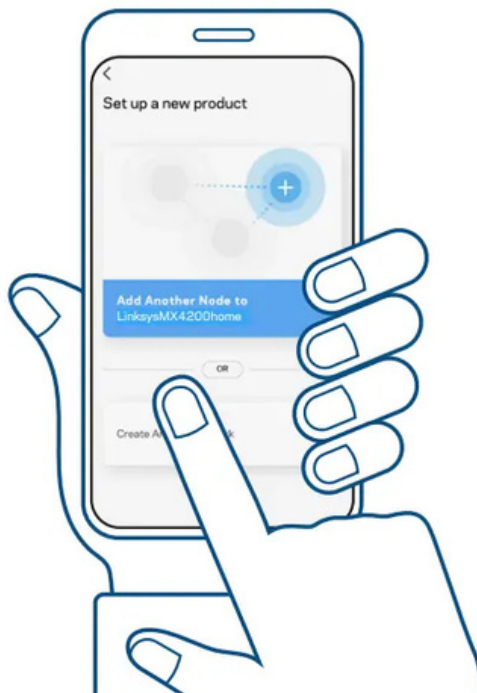 Set up a new product
Add Another Node to
LinksysMX4200home
OR
Create